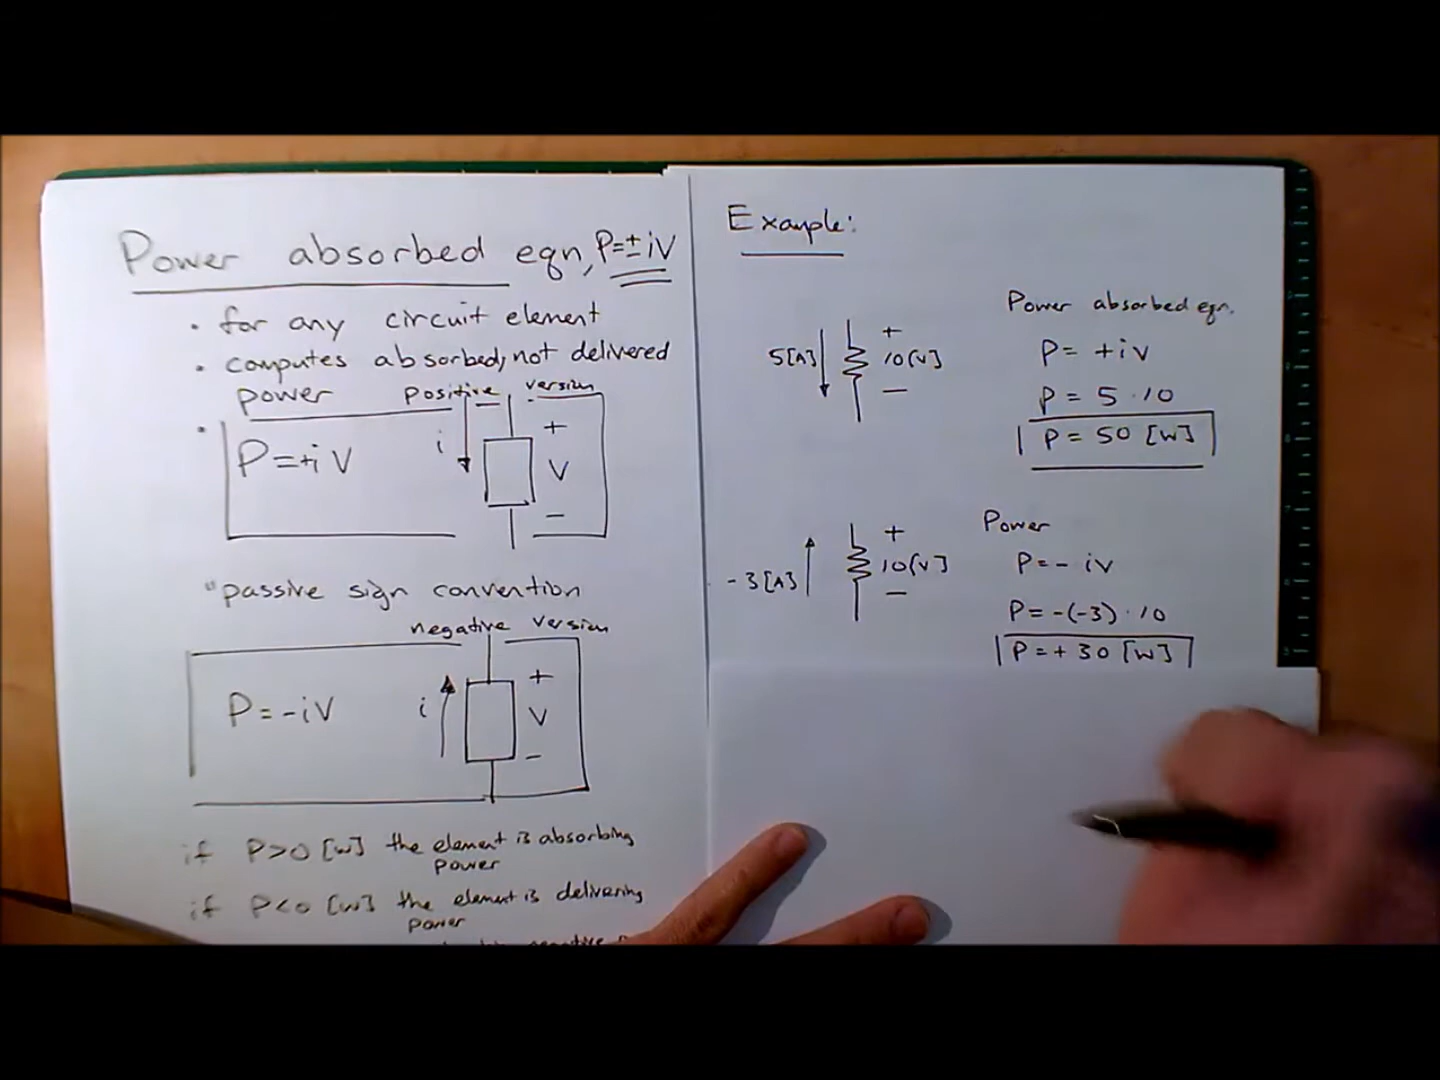 Power absorbed eqn, P=±iV
• for any circuit element
• computes absorbed, not delivered
power
positive version
• P=+iV
i
+
V
−
"passive sign convention
negative version
P=-iV
i
+
V
−
if P>0 [W] the element is absorbing
power
if P<0 [W] the element is delivering
power
negative
Example:
Power absorbed eqn.
5[A]
+
10[V]
−
P= +iv
P= 5 · 10
P= 50 [W]
Power
-3[A]
+
10[V]
−
P=- iv
P=-(-3) · 10
P=+ 30 [W]